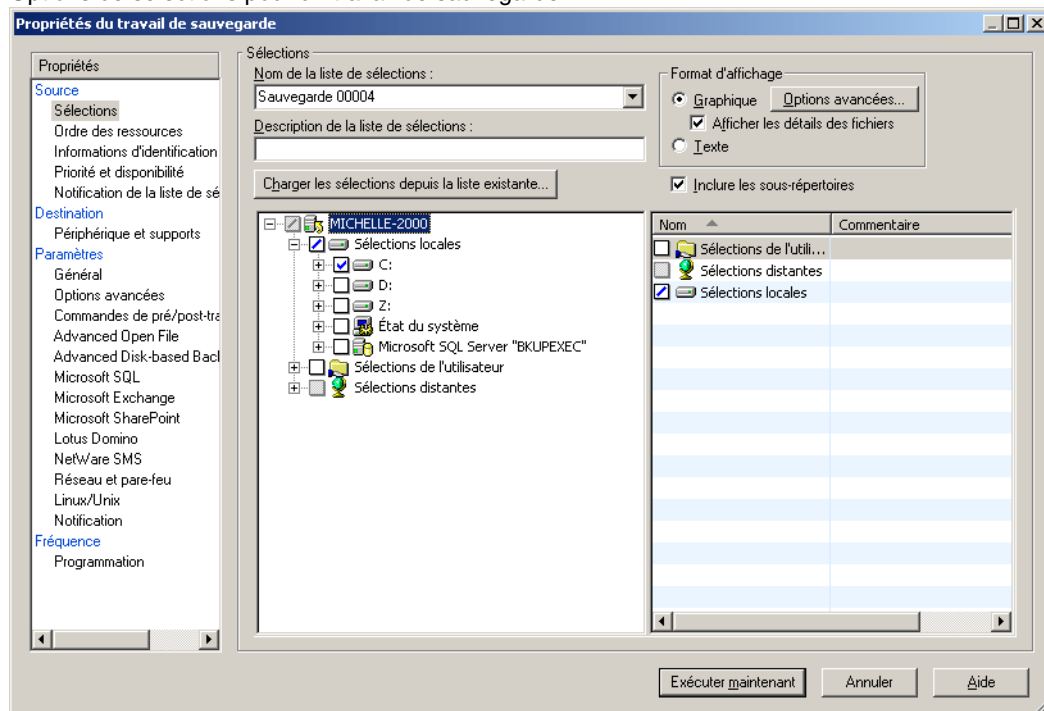 Propriétés du travail de sauvegarde
Propriétés
Source
Sélections
Ordre des ressources
Informations d'identification
Priorité et disponibilité
Notification de la liste de sé
Destination
Périphérique et supports
Paramètres
Général
Options avancées
Commandes de pré/post-tra
Advanced Open File
Advanced Disk-based Bacl
Microsoft SQL
Microsoft Exchange
Microsoft SharePoint
Lotus Domino
NetWare SMS
Réseau et pare-feu
Linux/Unix
Notification
Fréquence
Programmation
Sélections
Nom de la liste de sélections :
Sauvegarde 00004
Description de la liste de sélections :
Charger les sélections depuis la liste existante...
Format d'affichage
Graphique
Options avancées...
Afficher les détails des fichiers
Texte
Inclure les sous-répertoires
MICHELLE-2000
Sélections locales
C:
D:
Z:
État du système
Microsoft SQL Server "BKUPEXEC"
Sélections de l'utilisateur
Sélections distantes
Nom Commentaire
Sélections de l'utili...
Sélections distantes
Sélections locales
Exécuter maintenant
Annuler
Aide